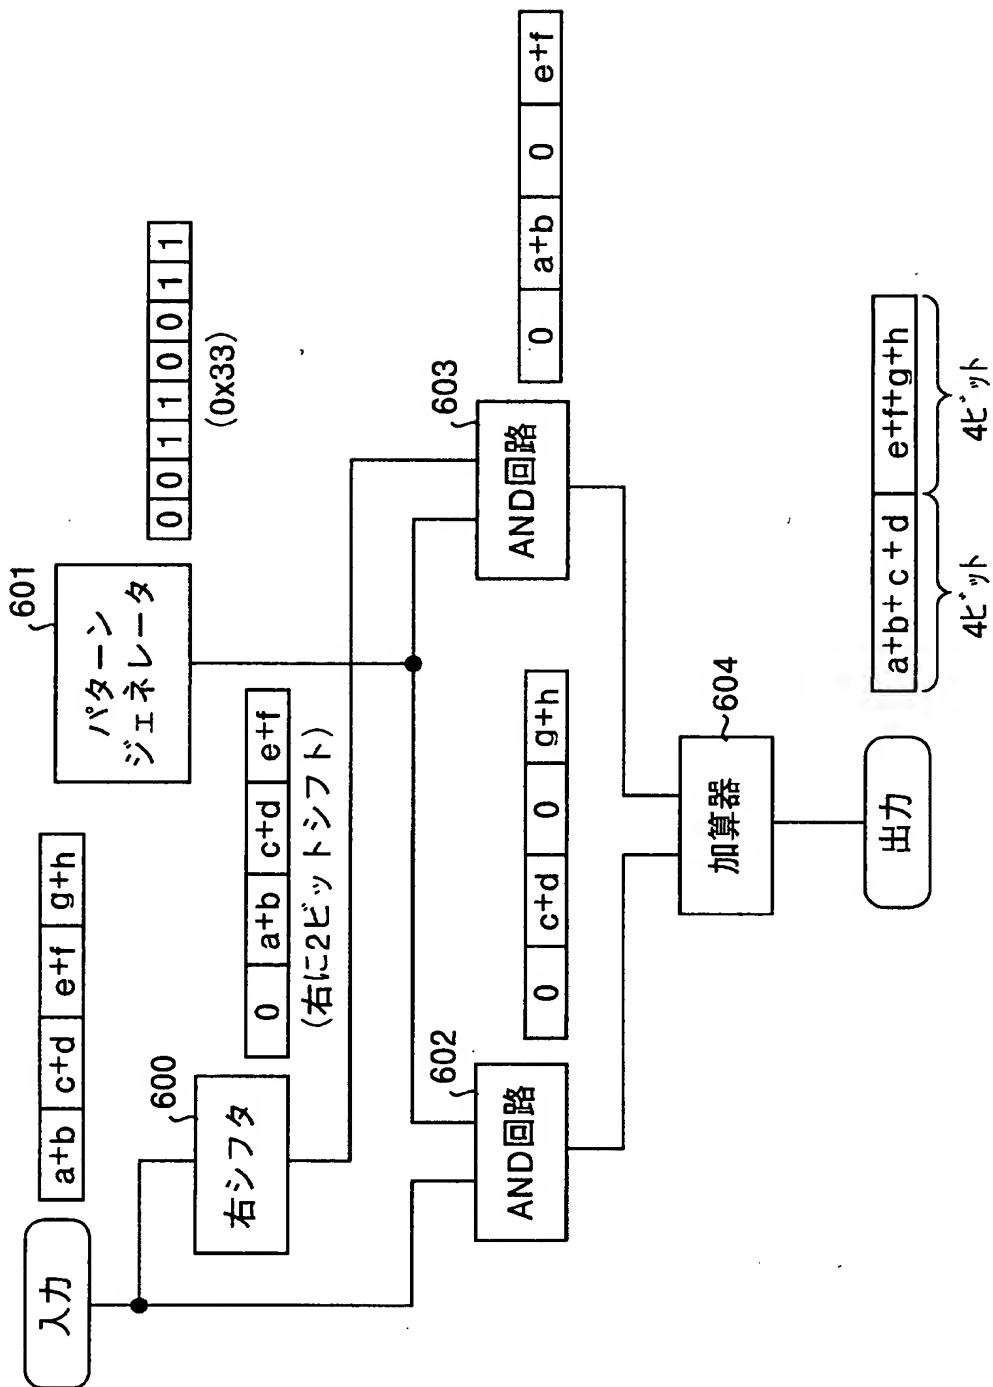 入力
a+b c+d e+f g+h
601
パターン
ジェネレータ
0 0 1 1 0 0 1 1
(0x33)
600
右シフタ
0 a+b c+d e+f
(右に2ビットシフト)
602
AND回路
0 c+d 0 g+h
603
AND回路
0 a+b 0 e+f
604
加算器
出力
a+b+c+d e+f+g+h
4ビット 4ビット